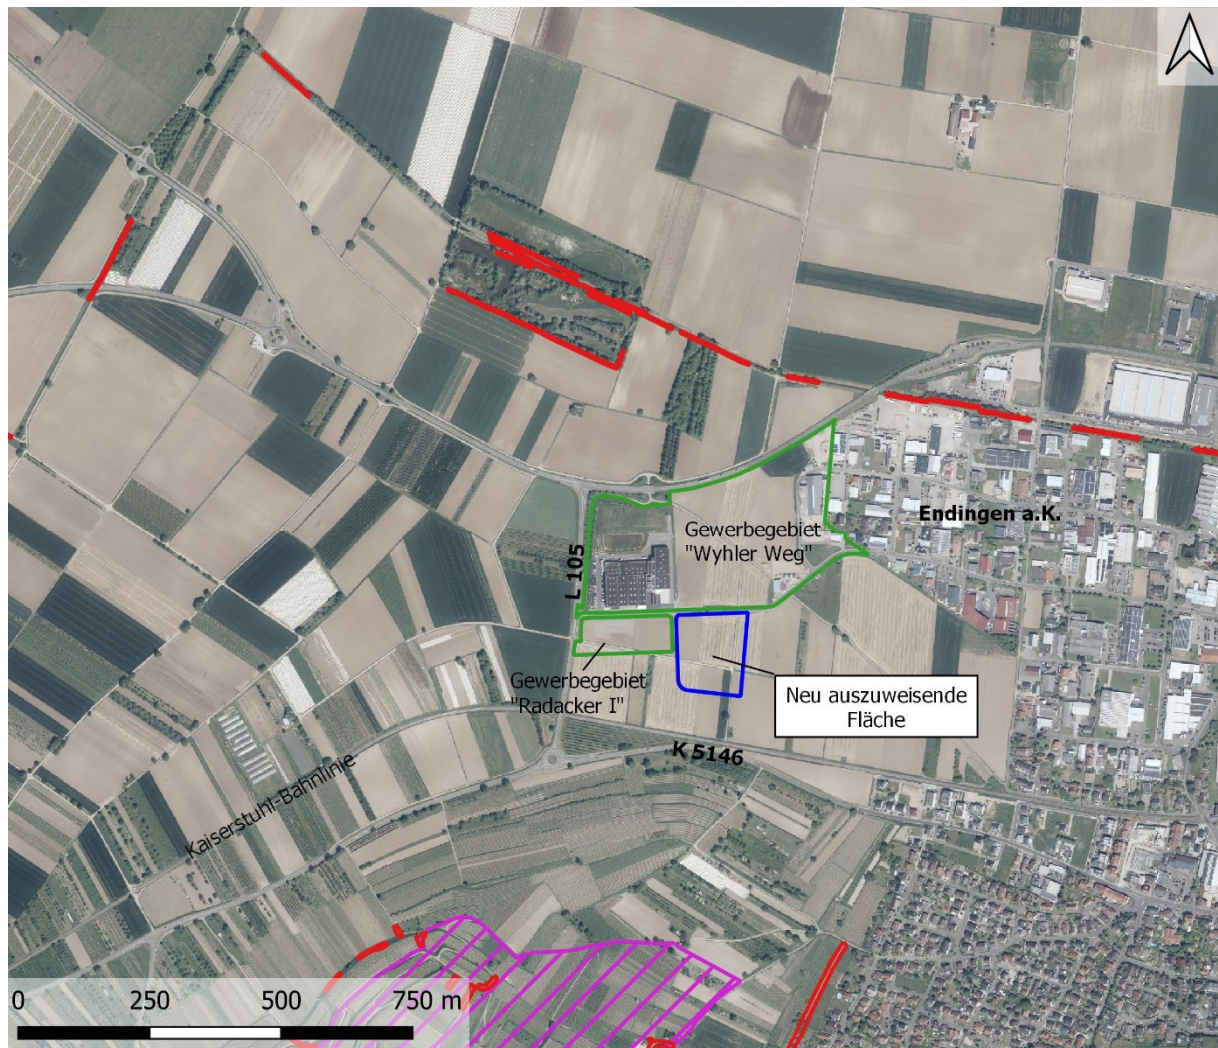 Endingen a.K.
Gewerbegebiet
"Wyhler Weg"
L 105
Gewerbegebiet
"Radacker I"
Neu auszuweisende
Fläche
K 5146
Kaiserstuhl-Bahnlinie
0 250 500 750 m